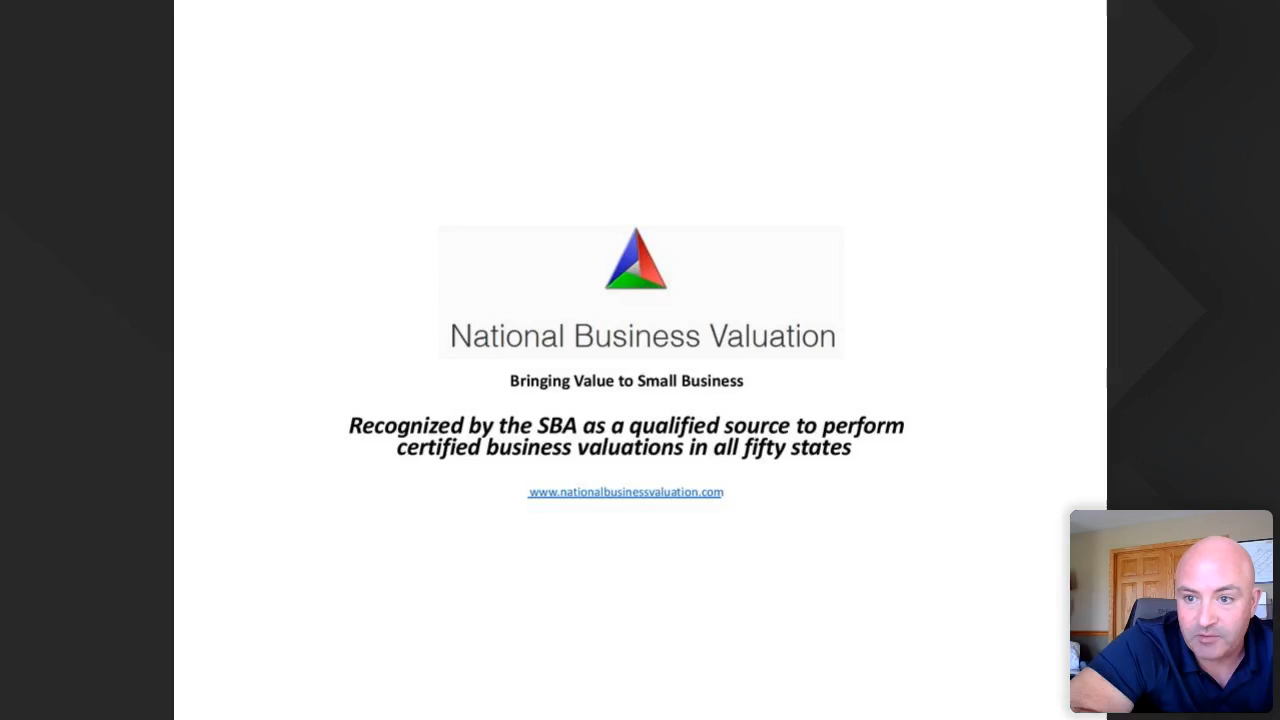 National Business Valuation
Bringing Value to Small Business
Recognized by the SBA as a qualified source to perform
certified business valuations in all fifty states
www.nationalbusinessvaluation.com